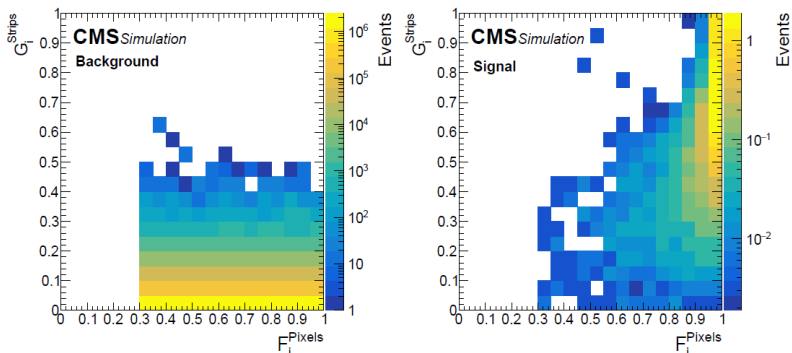 CMS Simulation
Background
G_i^Strips
1
0.9
0.8
0.7
0.6
0.5
0.4
0.3
0.2
0.1
0
0 0.1 0.2 0.3 0.4 0.5 0.6 0.7 0.8 0.9 1
F_i^Pixels
Events
10^6
10^5
10^4
10^3
10^2
10
1
CMS Simulation
Signal
G_i^Strips
1
0.9
0.8
0.7
0.6
0.5
0.4
0.3
0.2
0.1
0
0 0.1 0.2 0.3 0.4 0.5 0.6 0.7 0.8 0.9 1
F_i^Pixels
Events
1
10^-1
10^-2